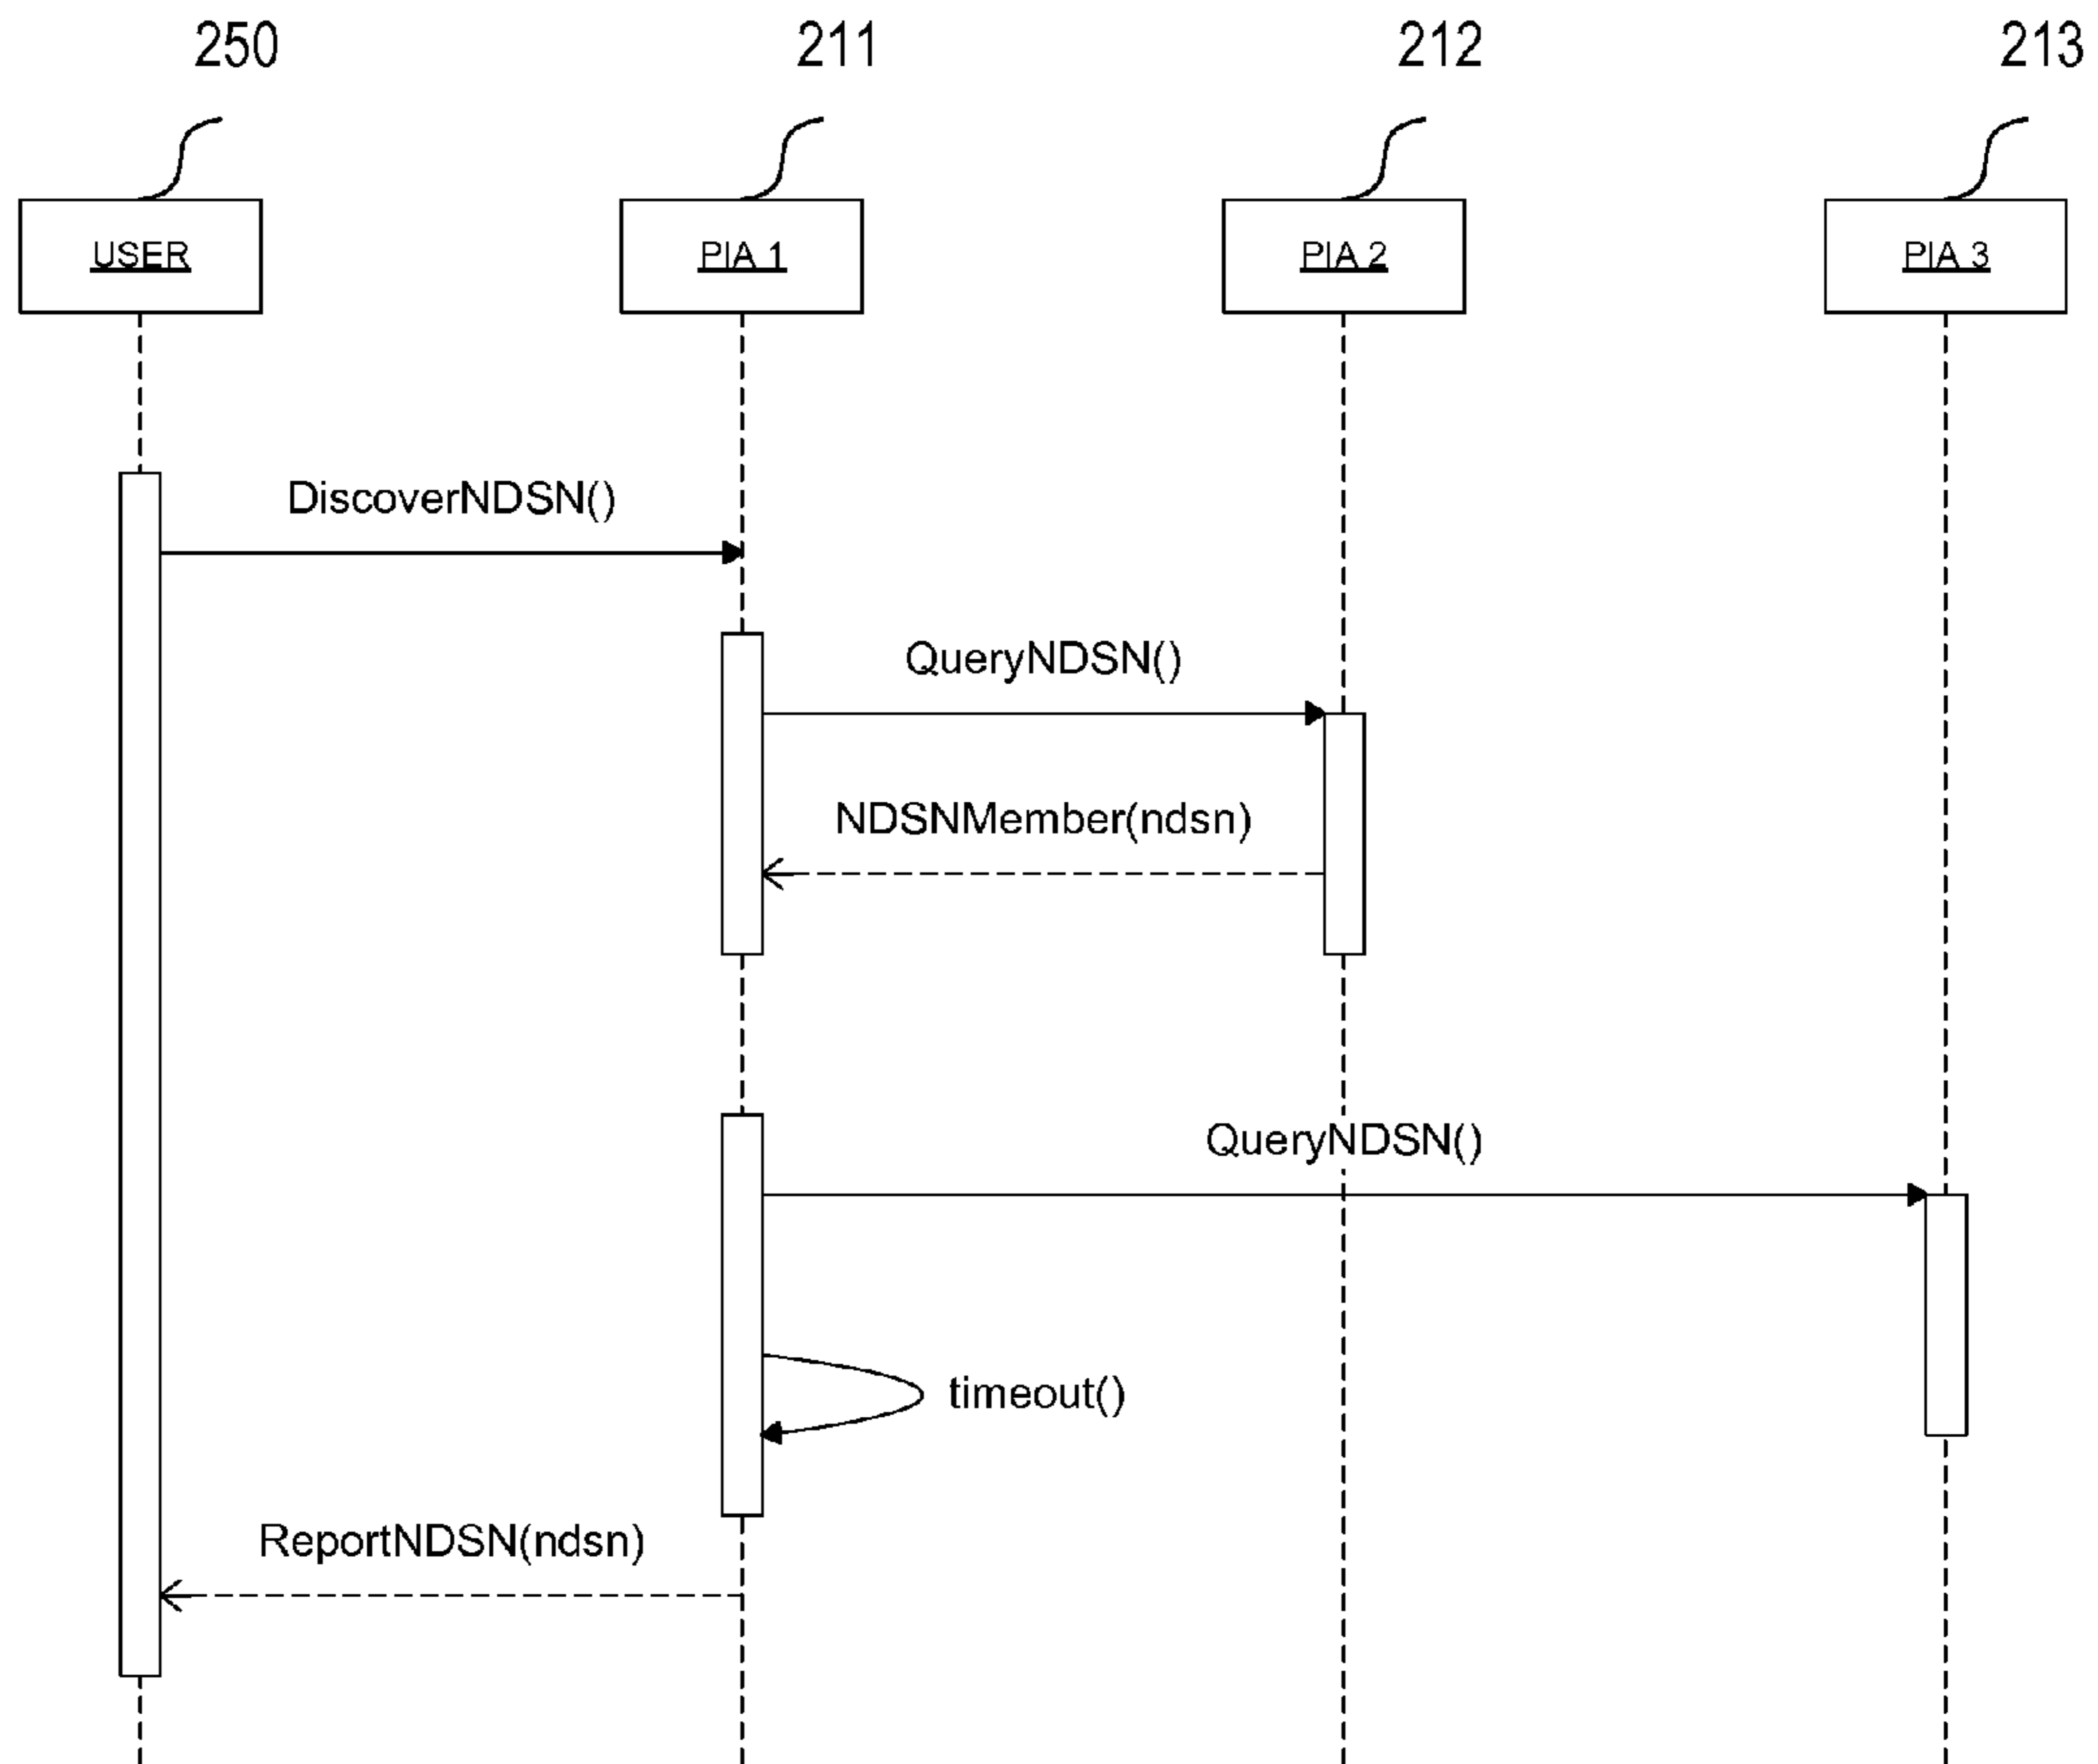 250 211 212 213
USER PIA 1 PIA 2 PIA 3
DiscoverNDSN()
QueryNDSN()
NDSNMember(ndsn)
QueryNDSN()
timeout()
ReportNDSN(ndsn)